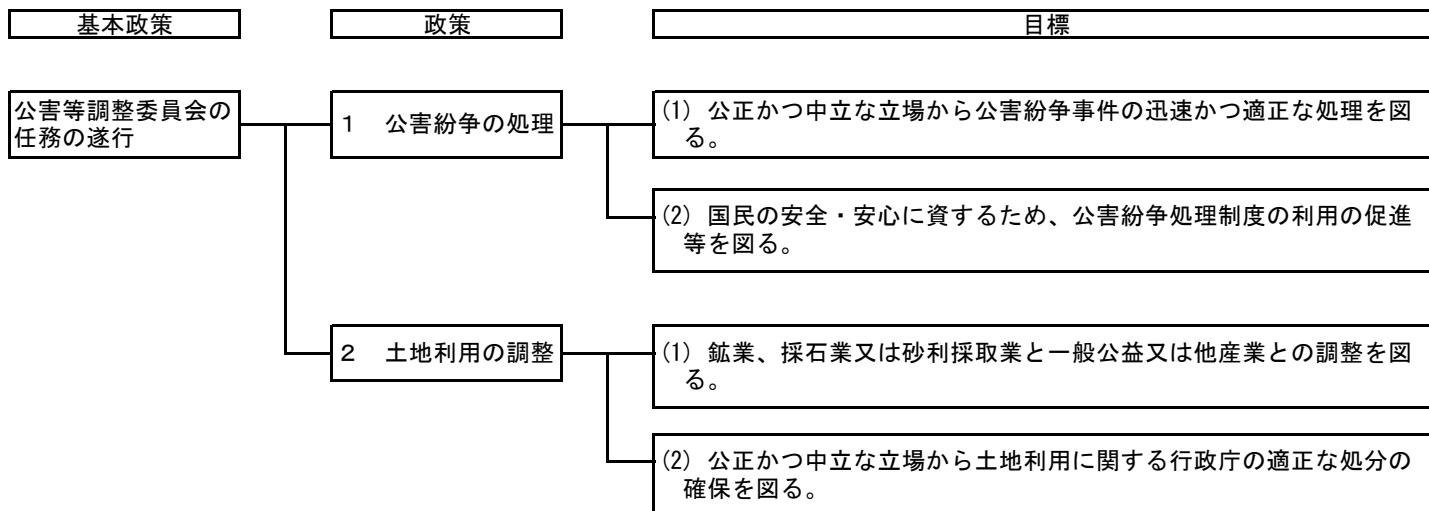 基本政策
政策
目標
公害等調整委員会の
任務の遂行
1　公害紛争の処理
(1) 公正かつ中立な立場から公害紛争事件の迅速かつ適正な処理を図
る。
(2) 国民の安全・安心に資するため、公害紛争処理制度の利用の促進
等を図る。
2　土地利用の調整
(1) 鉱業、採石業又は砂利採取業と一般公益又は他産業との調整を図
る。
(2) 公正かつ中立な立場から土地利用に関する行政庁の適正な処分の
確保を図る。